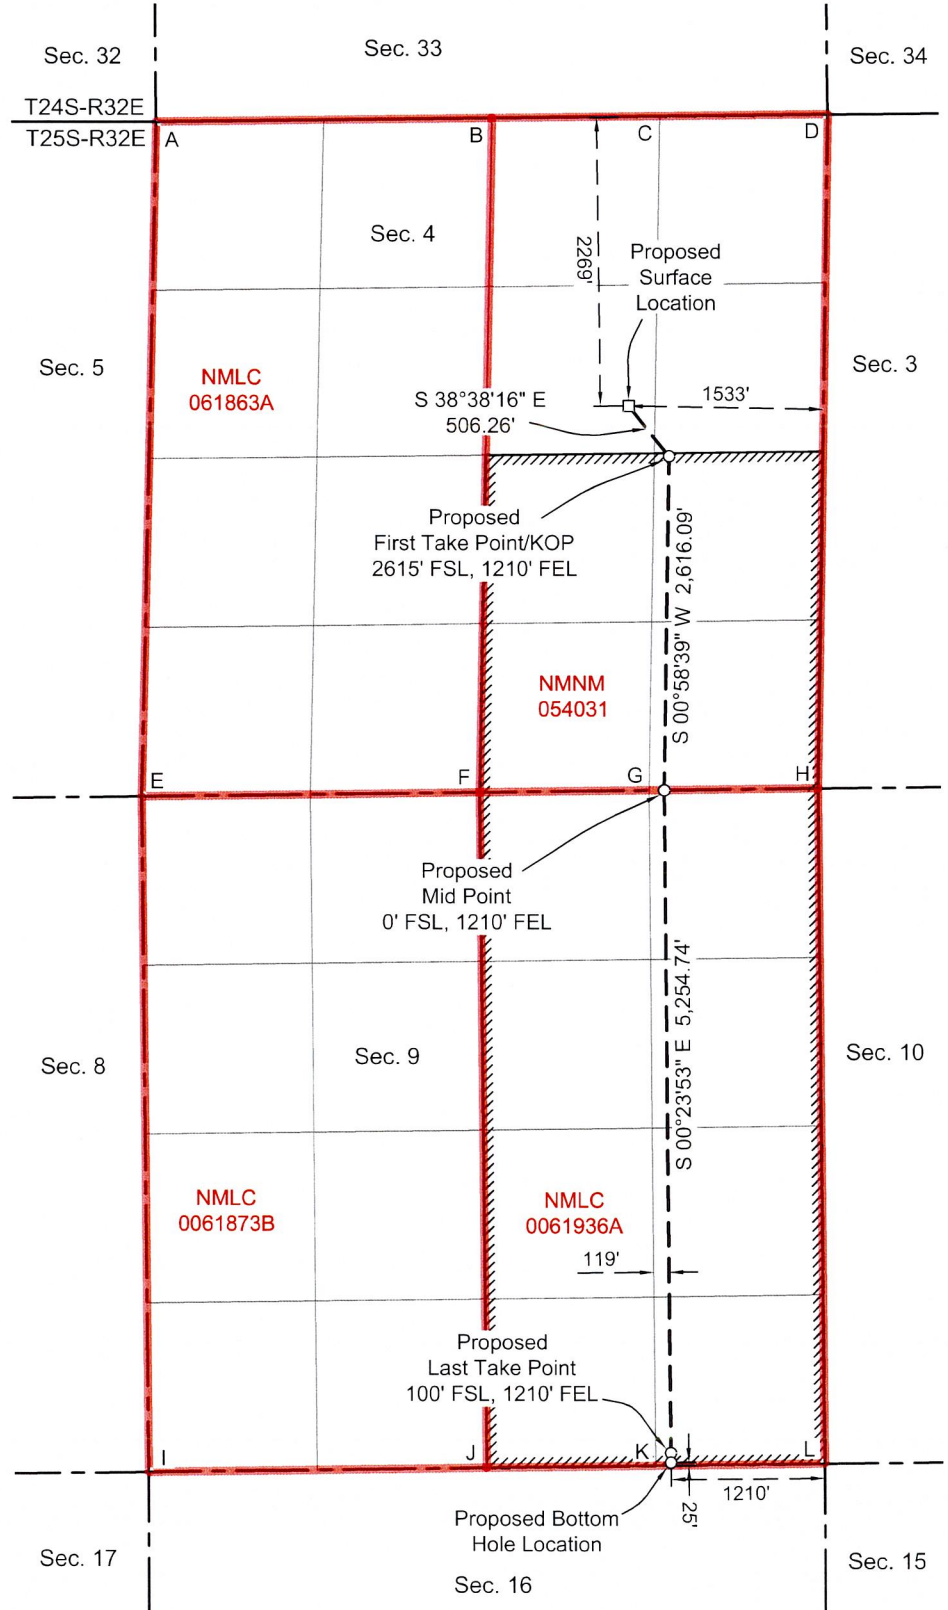 Sec. 32
Sec. 33
Sec. 34
T24S-R32E
T25S-R32E
A
B
C
D
Sec. 4
2269'
Proposed
Surface
Location
Sec. 5
Sec. 3
NMLC
061863A
1533'
S 38°38'16" E
506.26'
Proposed
First Take Point/KOP
2615' FSL, 1210' FEL
S 00°58'39" W 2,616.09'
NMNM
054031
E
F
G
H
Proposed
Mid Point
0' FSL, 1210' FEL
S 00°23'53" E 5,254.74'
Sec. 8
Sec. 9
Sec. 10
NMLC
0061873B
NMLC
0061936A
119'
Proposed
Last Take Point
100' FSL, 1210' FEL
I
J
K
L
1210'
25'
Proposed Bottom
Hole Location
Sec. 17
Sec. 16
Sec. 15